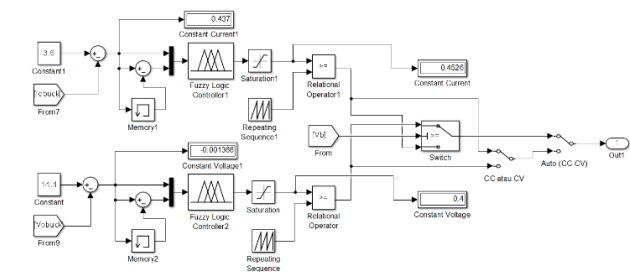 0.437
Constant Current1
3.6
Constant1
From7
Memory1
Fuzzy Logic
Controller1
Saturation1
Repeating
Sequence1
>=
Relational
Operator1
0.4526
Constant Current
[Vb]
From
>=
Switch
CC atau CV
Auto (CC CV)
1
Out1
-0.001366
Constant Voltage1
14.4
Constant
From9
Memory2
Fuzzy Logic
Controller2
Saturation
Repeating
Sequence
>=
Relational
Operator
0.4
Constant Voltage